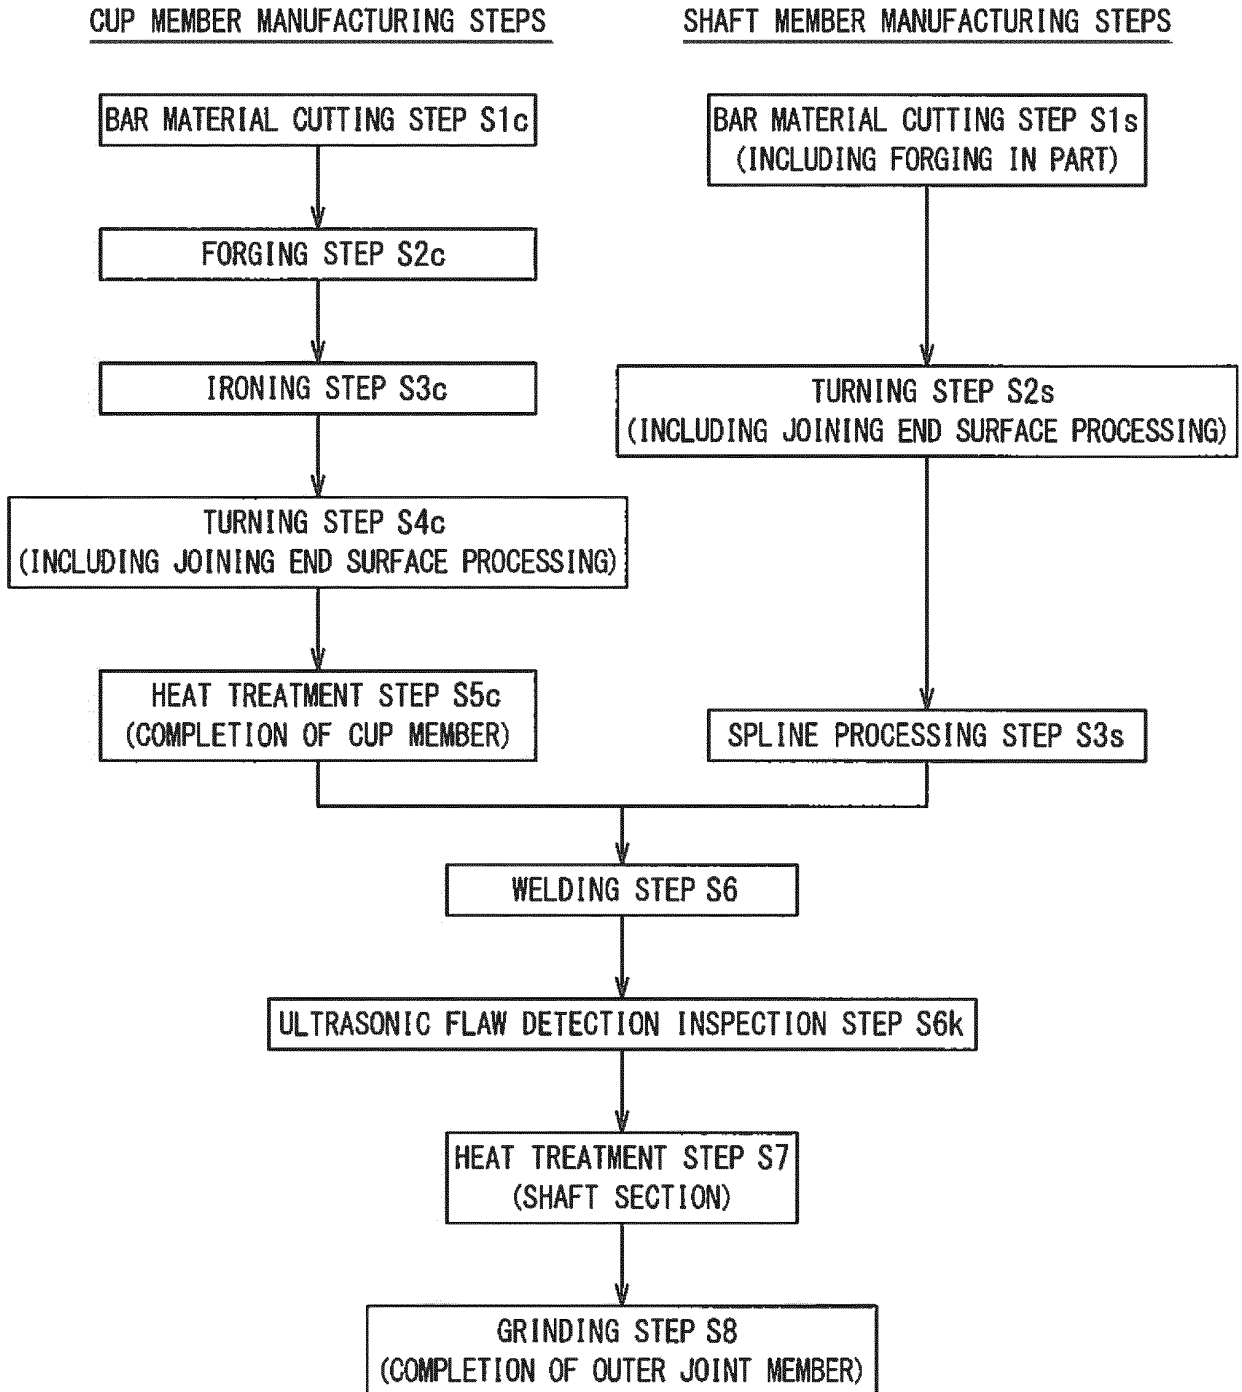 CUP MEMBER MANUFACTURING STEPS
SHAFT MEMBER MANUFACTURING STEPS
BAR MATERIAL CUTTING STEP S1c
BAR MATERIAL CUTTING STEP S1s
(INCLUDING FORGING IN PART)
FORGING STEP S2c
IRONING STEP S3c
TURNING STEP S2s
(INCLUDING JOINING END SURFACE PROCESSING)
TURNING STEP S4c
(INCLUDING JOINING END SURFACE PROCESSING)
HEAT TREATMENT STEP S5c
(COMPLETION OF CUP MEMBER)
SPLINE PROCESSING STEP S3s
WELDING STEP S6
ULTRASONIC FLAW DETECTION INSPECTION STEP S6k
HEAT TREATMENT STEP S7
(SHAFT SECTION)
GRINDING STEP S8
(COMPLETION OF OUTER JOINT MEMBER)